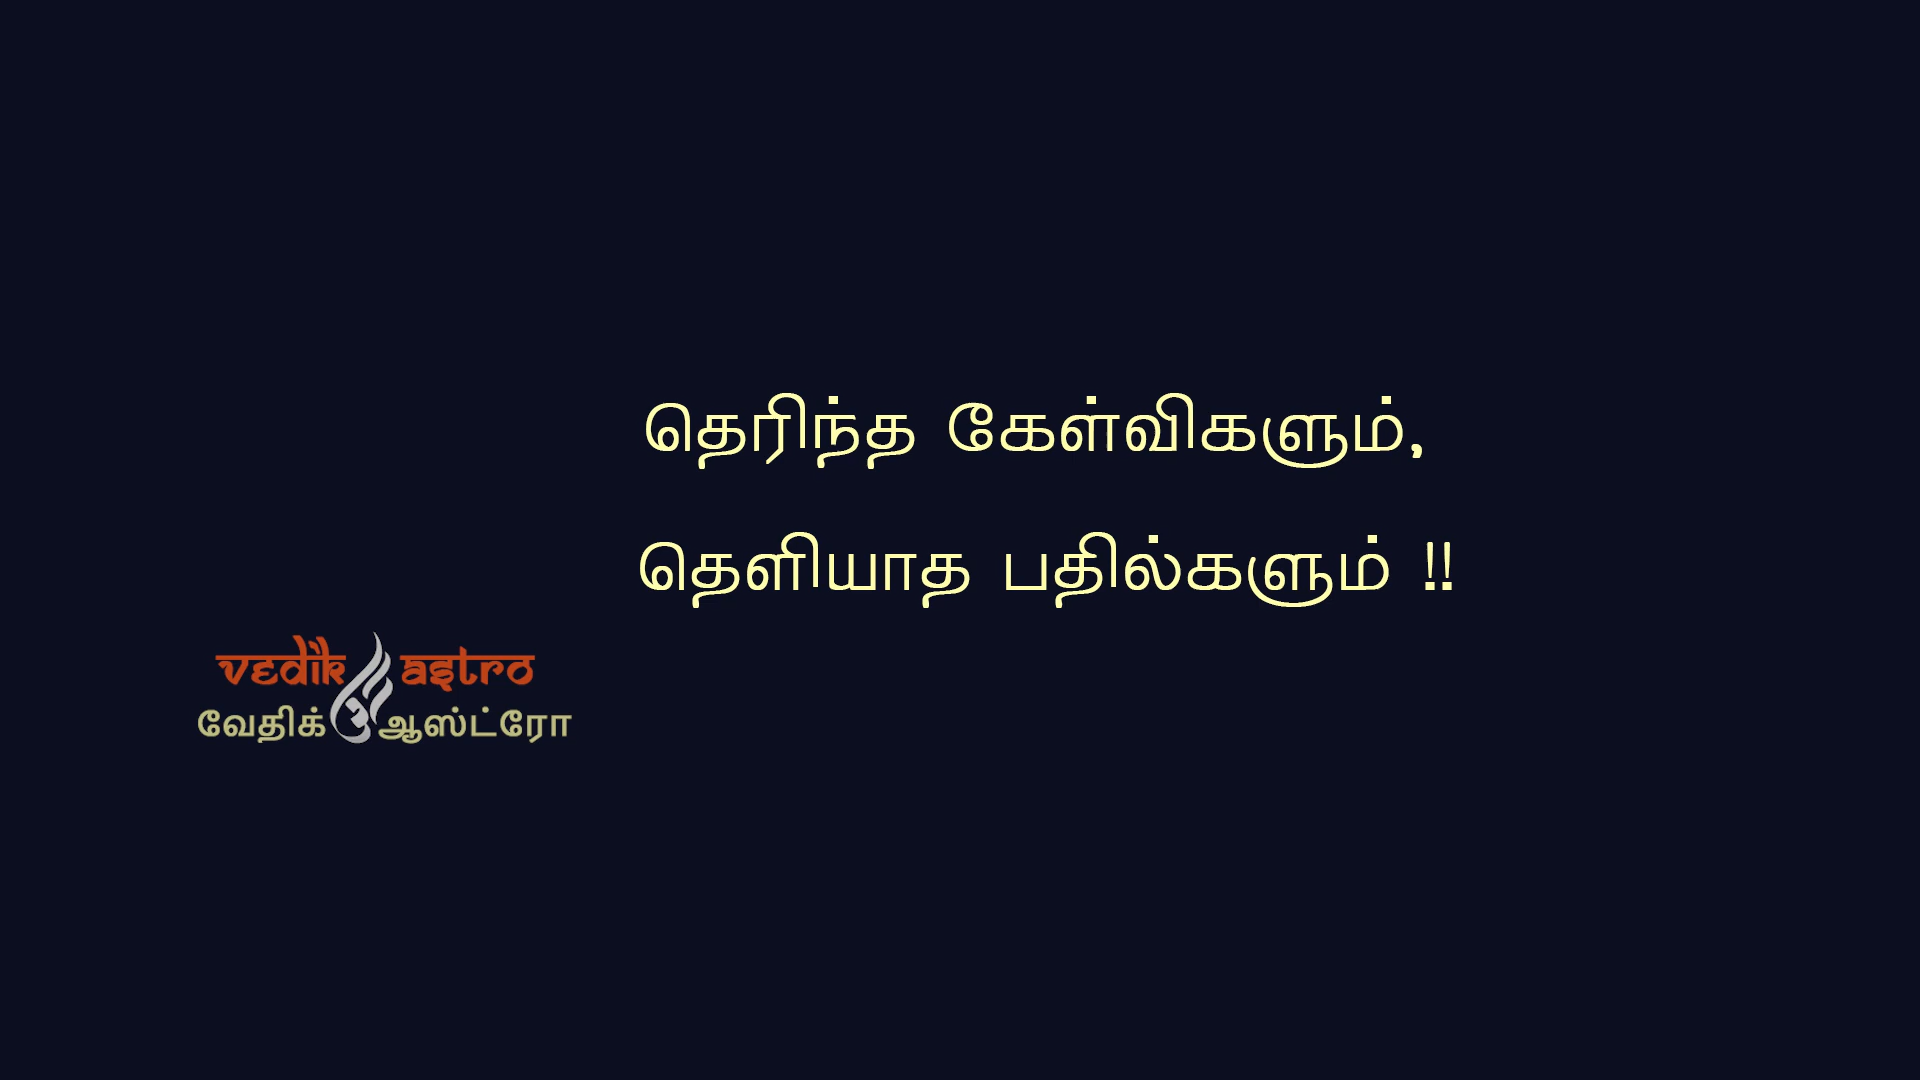 தெரிந்த கேள்விகளும்,
தெளியாத பதில்களும் !!
vedik astro
வேதிக் ஆஸ்ட்ரோ